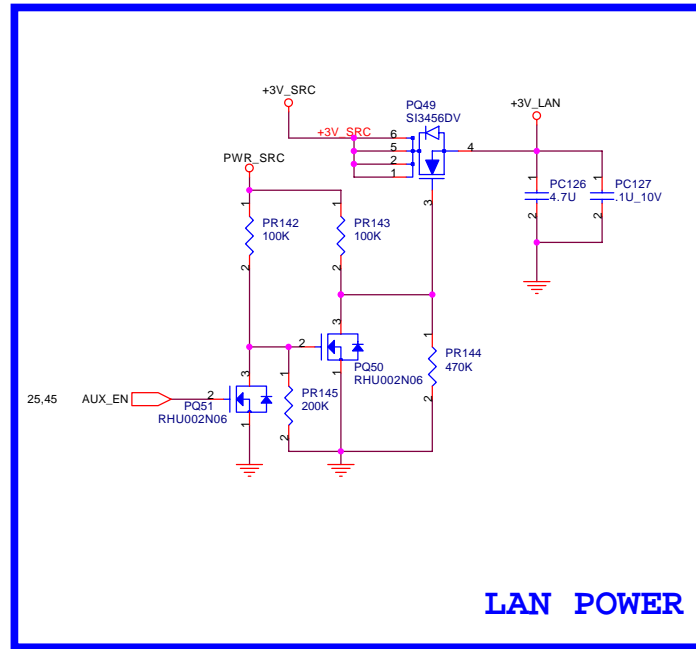 +3V_SRC
PQ49
SI3456DV
+3V_LAN
+3V_SRC
6
5
2
1
4
3
PWR_SRC
1
PR142
100K
2
1
PR143
100K
2
1
PC126
4.7U
2
1
PC127
.1U_10V
2
3
2
1
PQ50
RHU002N06
1
PR144
470K
2
25,45
AUX_EN
2
3
1
PQ51
RHU002N06
1
PR145
200K
2
LAN POWER